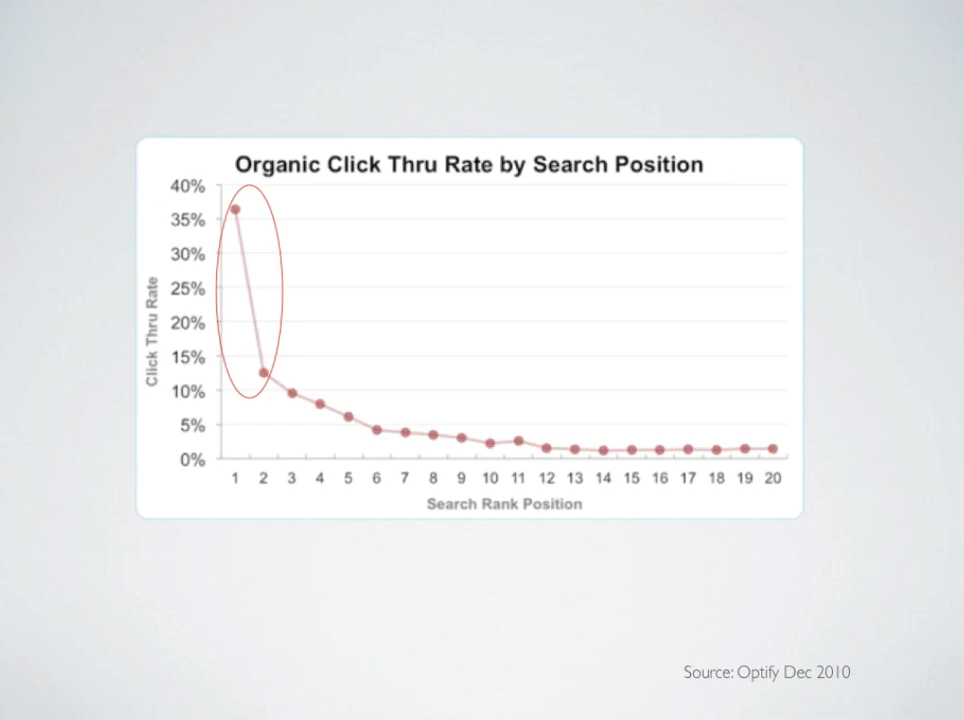 Organic Click Thru Rate by Search Position
40%
35%
30%
25%
20%
15%
10%
5%
0%
Click Thru Rate
1 2 3 4 5 6 7 8 9 10 11 12 13 14 15 16 17 18 19 20
Search Rank Position
Source: Optify Dec 2010